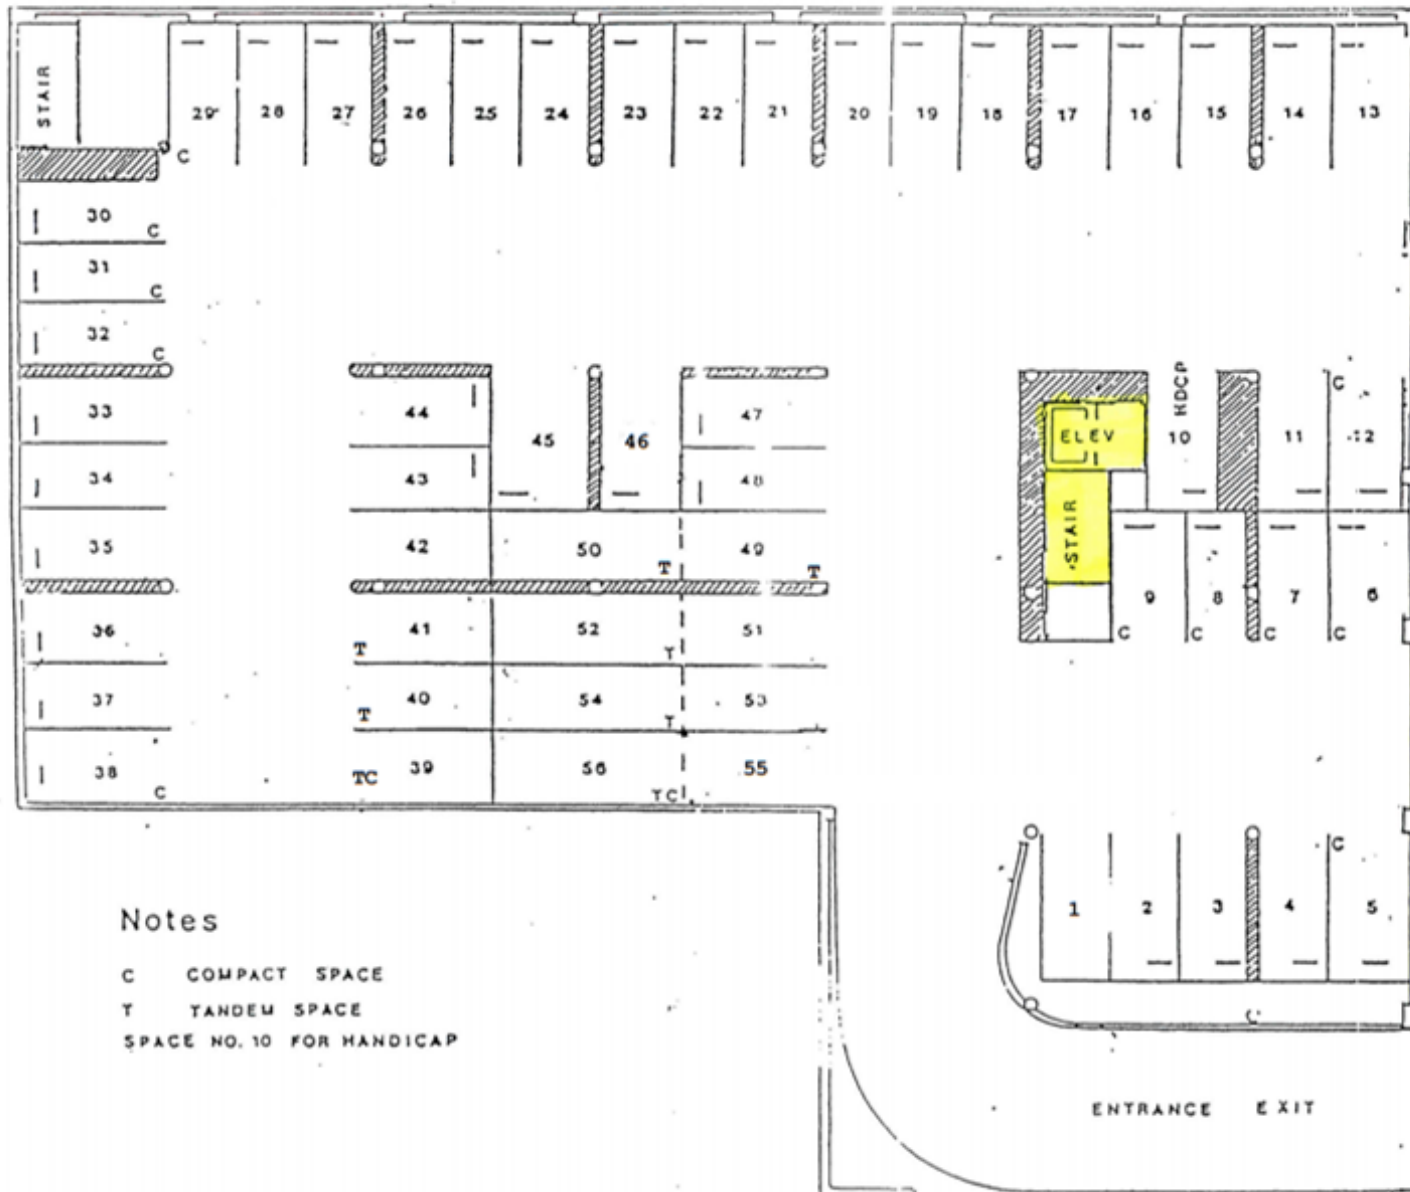 STAIR
29 28 27 26 25 24 23 22 21 20 19 18 17 16 15 14 13
C
30
C
31
C
32
C
33 44 45 46 47 ELEV HDCP 10 11 C 12
34 43 48
STAIR
35 42 50 T 49 T
9 8 7 6
C C C C
36 T 41 52 T 51
37 T 40 54 T 53
38 C TC 39 56 TC 55
C
1 2 3 4 5
C
Notes
C COMPACT SPACE
T TANDEM SPACE
SPACE NO. 10 FOR HANDICAP
ENTRANCE EXIT